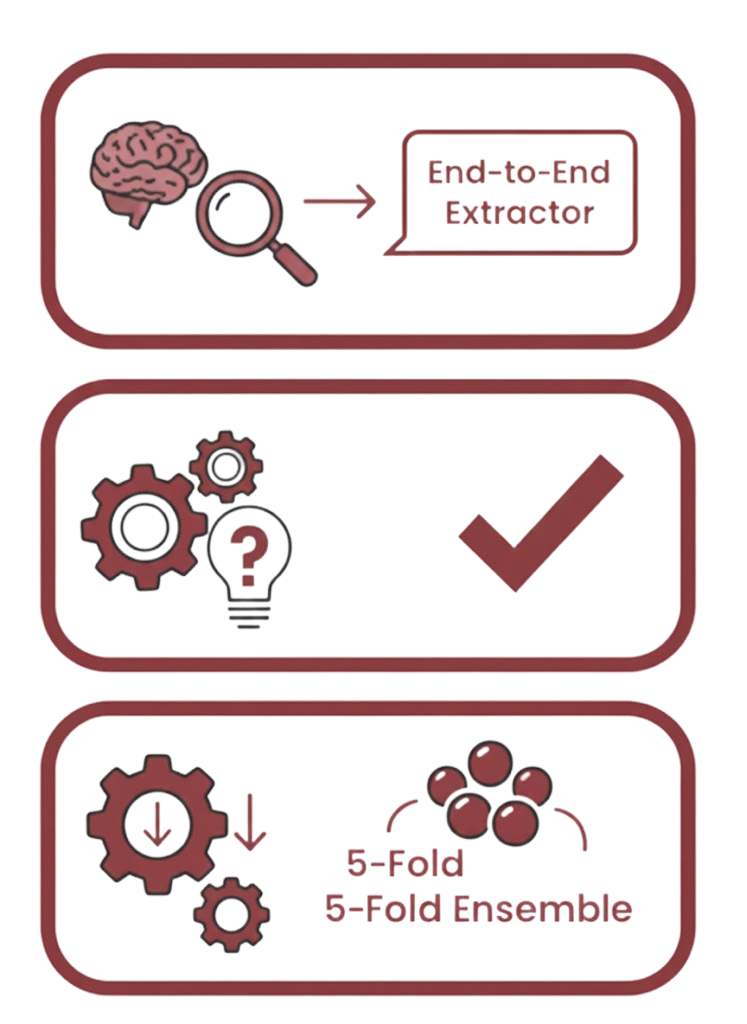 End-to-End
Extractor
?
5-Fold
5-Fold Ensemble